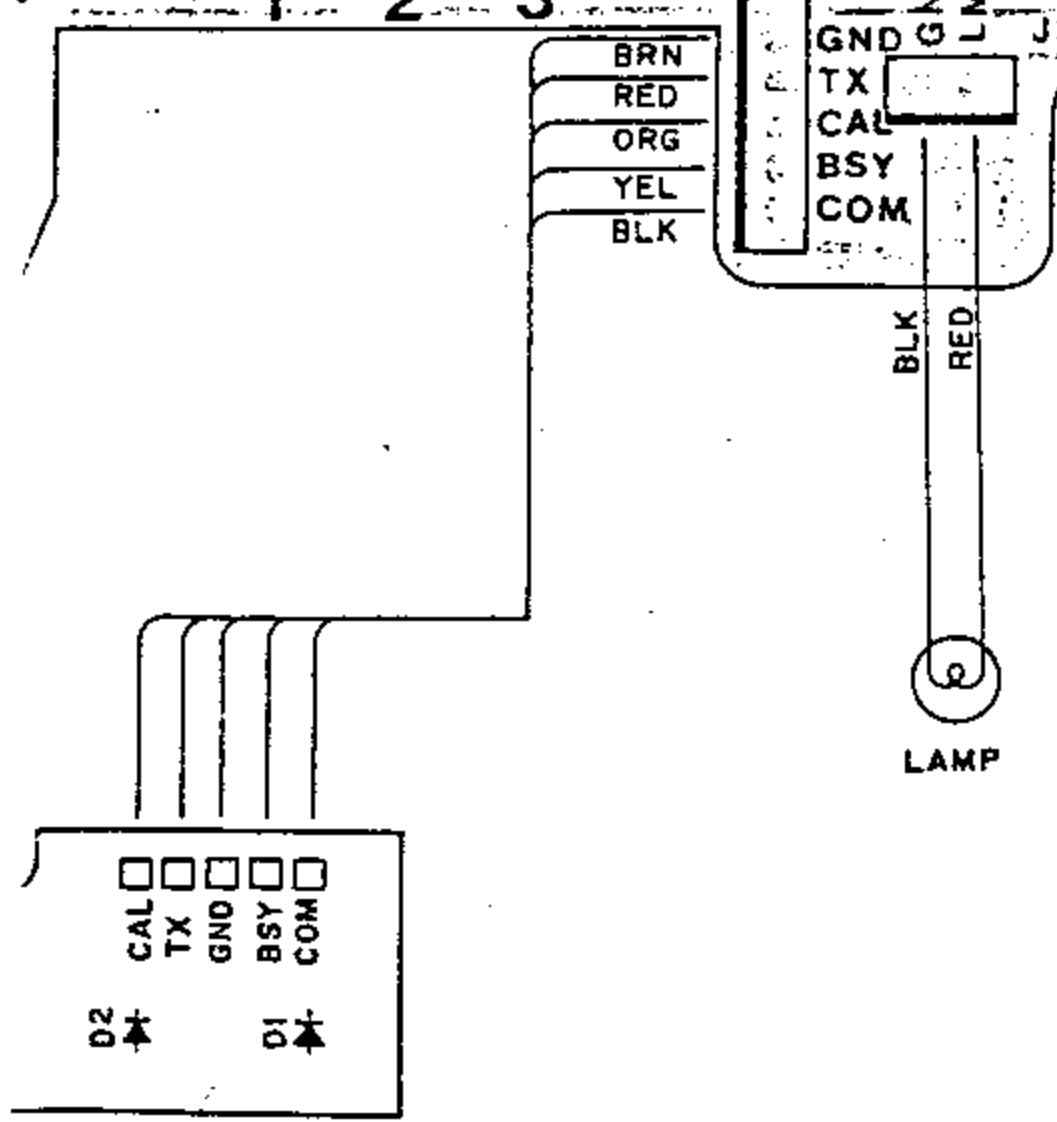 1 2 3
BRN
RED
ORG
YEL
BLK
GND
TX
CAL
BSY
COM
BLK
RED
LAMP
CAL
TX
GND
BSY
COM
D2
D1